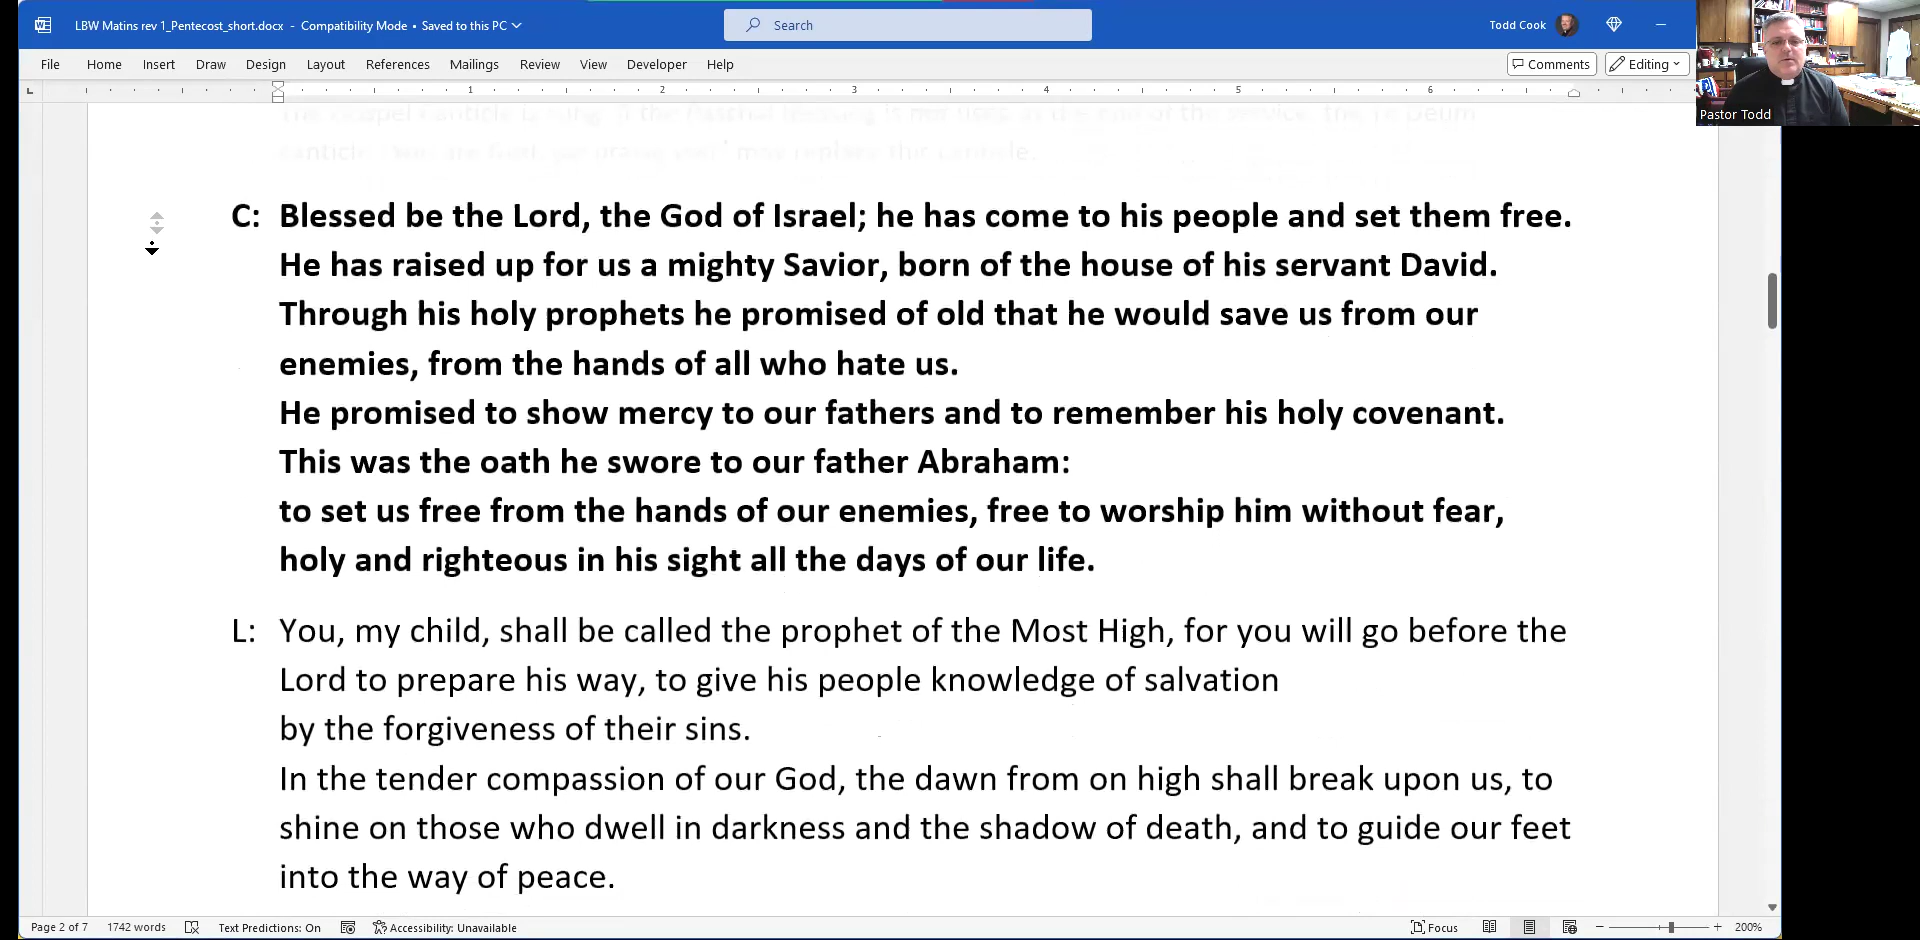 LBW Matins rev 1_Pentecost_short.docx - Compatibility Mode • Saved to this PC
Search
Todd Cook
File Home Insert Draw Design Layout References Mailings Review View Developer Help
Comments Editing
Pastor Todd
1 2 3 4 5 6
C: Blessed be the Lord, the God of Israel; he has come to his people and set them free.
He has raised up for us a mighty Savior, born of the house of his servant David.
Through his holy prophets he promised of old that he would save us from our
enemies, from the hands of all who hate us.
He promised to show mercy to our fathers and to remember his holy covenant.
This was the oath he swore to our father Abraham:
to set us free from the hands of our enemies, free to worship him without fear,
holy and righteous in his sight all the days of our life.
L: You, my child, shall be called the prophet of the Most High, for you will go before the
Lord to prepare his way, to give his people knowledge of salvation
by the forgiveness of their sins.
In the tender compassion of our God, the dawn from on high shall break upon us, to
shine on those who dwell in darkness and the shadow of death, and to guide our feet
into the way of peace.
Page 2 of 7 1742 words Text Predictions: On Accessibility: Unavailable Focus 200%